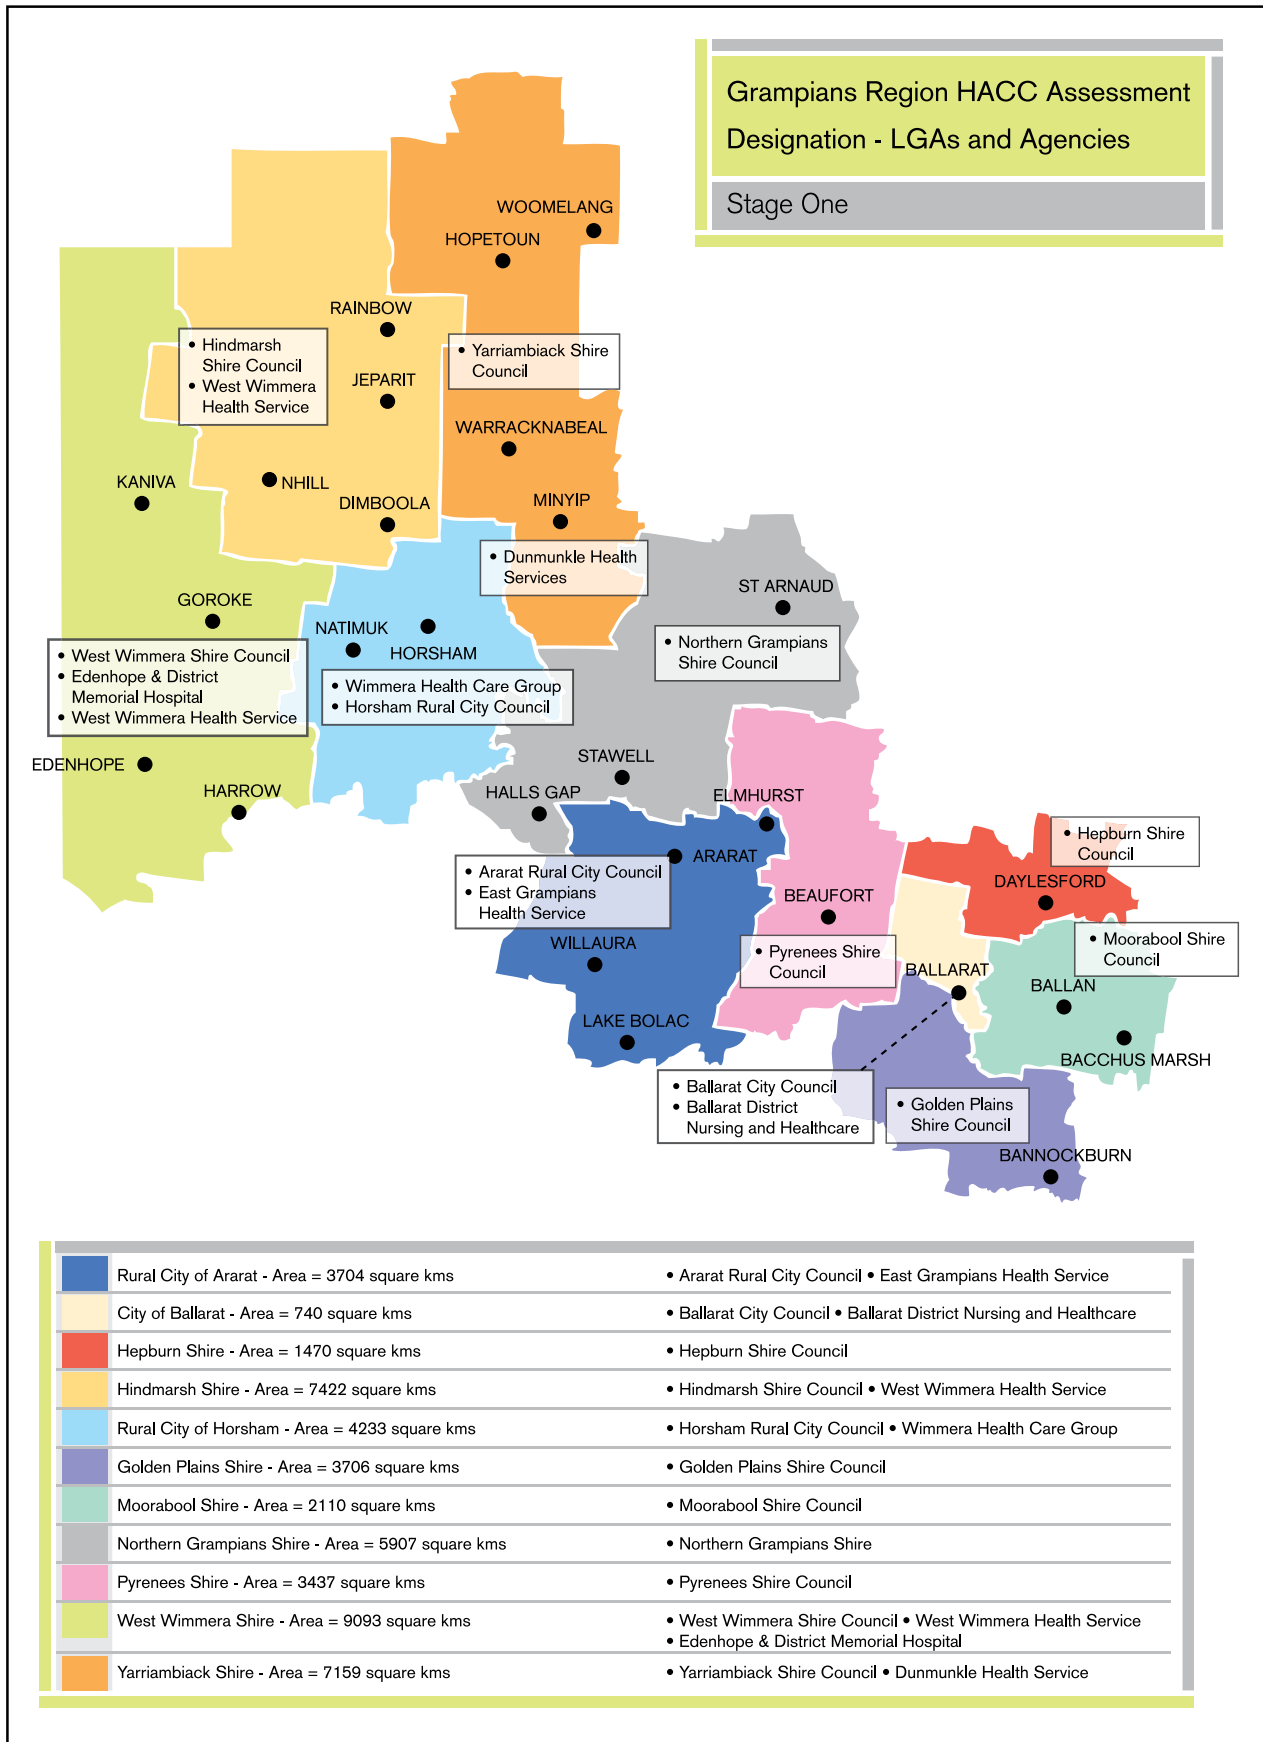 Grampians Region HACC Assessment
Designation - LGAs and Agencies
Stage One
WOOMELANG
HOPETOUN
RAINBOW
• Hindmarsh
Shire Council
• West Wimmera
Health Service
• Yarriambiack Shire
Council
JEPARIT
WARRACKNABEAL
KANIVA
NHILL
DIMBOOLA
MINYIP
• Dunmunkle Health
Services
GOROKE
ST ARNAUD
NATIMUK
HORSHAM
• Northern Grampians
Shire Council
• West Wimmera Shire Council
• Edenhope & District
Memorial Hospital
• West Wimmera Health Service
• Wimmera Health Care Group
• Horsham Rural City Council
EDENHOPE
STAWELL
HARROW
HALLS GAP
ELMHURST
• Hepburn Shire
Council
ARARAT
• Ararat Rural City Council
• East Grampians
Health Service
DAYLESFORD
BEAUFORT
WILLAURA
• Pyrenees Shire
Council
• Moorabool Shire
Council
BALLARAT
BALLAN
LAKE BOLAC
BACCHUS MARSH
• Ballarat City Council
• Ballarat District
Nursing and Healthcare
• Golden Plains
Shire Council
BANNOCKBURN
Rural City of Ararat - Area = 3704 square kms • Ararat Rural City Council • East Grampians Health Service
City of Ballarat - Area = 740 square kms • Ballarat City Council • Ballarat District Nursing and Healthcare
Hepburn Shire - Area = 1470 square kms • Hepburn Shire Council
Hindmarsh Shire - Area = 7422 square kms • Hindmarsh Shire Council • West Wimmera Health Service
Rural City of Horsham - Area = 4233 square kms • Horsham Rural City Council • Wimmera Health Care Group
Golden Plains Shire - Area = 3706 square kms • Golden Plains Shire Council
Moorabool Shire - Area = 2110 square kms • Moorabool Shire Council
Northern Grampians Shire - Area = 5907 square kms • Northern Grampians Shire
Pyrenees Shire - Area = 3437 square kms • Pyrenees Shire Council
West Wimmera Shire - Area = 9093 square kms • West Wimmera Shire Council • West Wimmera Health Service
• Edenhope & District Memorial Hospital
Yarriambiack Shire - Area = 7159 square kms • Yarriambiack Shire Council • Dunmunkle Health Service